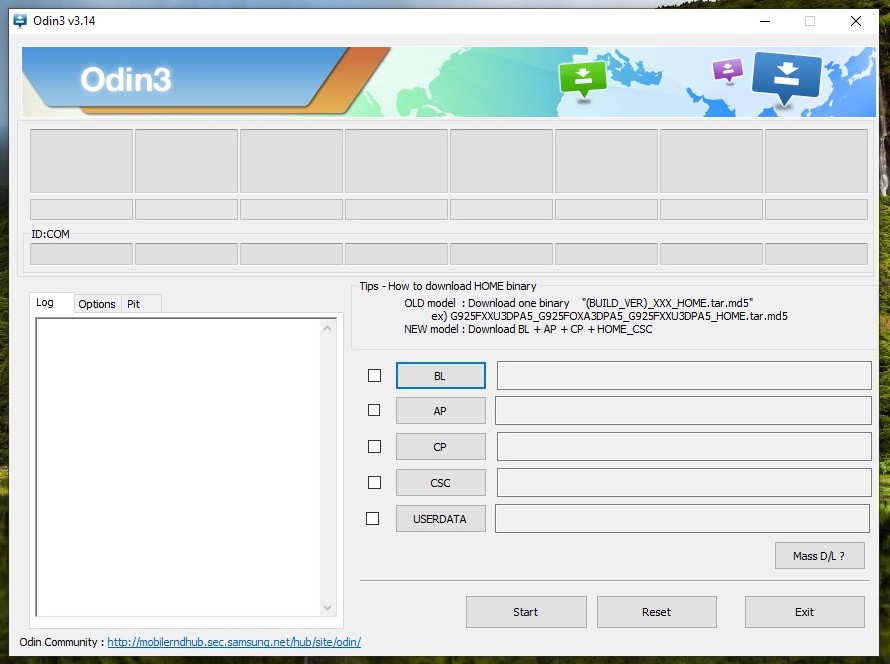 Odin3 v3.14
Odin3
ID:COM
Log
Options
Pit
Tips - How to download HOME binary
OLD model : Download one binary "(BUILD_VER)_XXX_HOME.tar.md5"
ex) G925FXXU3DPA5_G925FOXA3DPA5_G925FXXU3DPA5_HOME.tar.md5
NEW model : Download BL + AP + CP + HOME_CSC
BL
AP
CP
CSC
USERDATA
Mass D/L ?
Start
Reset
Exit
Odin Community : http://mobilerndhub.sec.samsung.net/hub/site/odin/